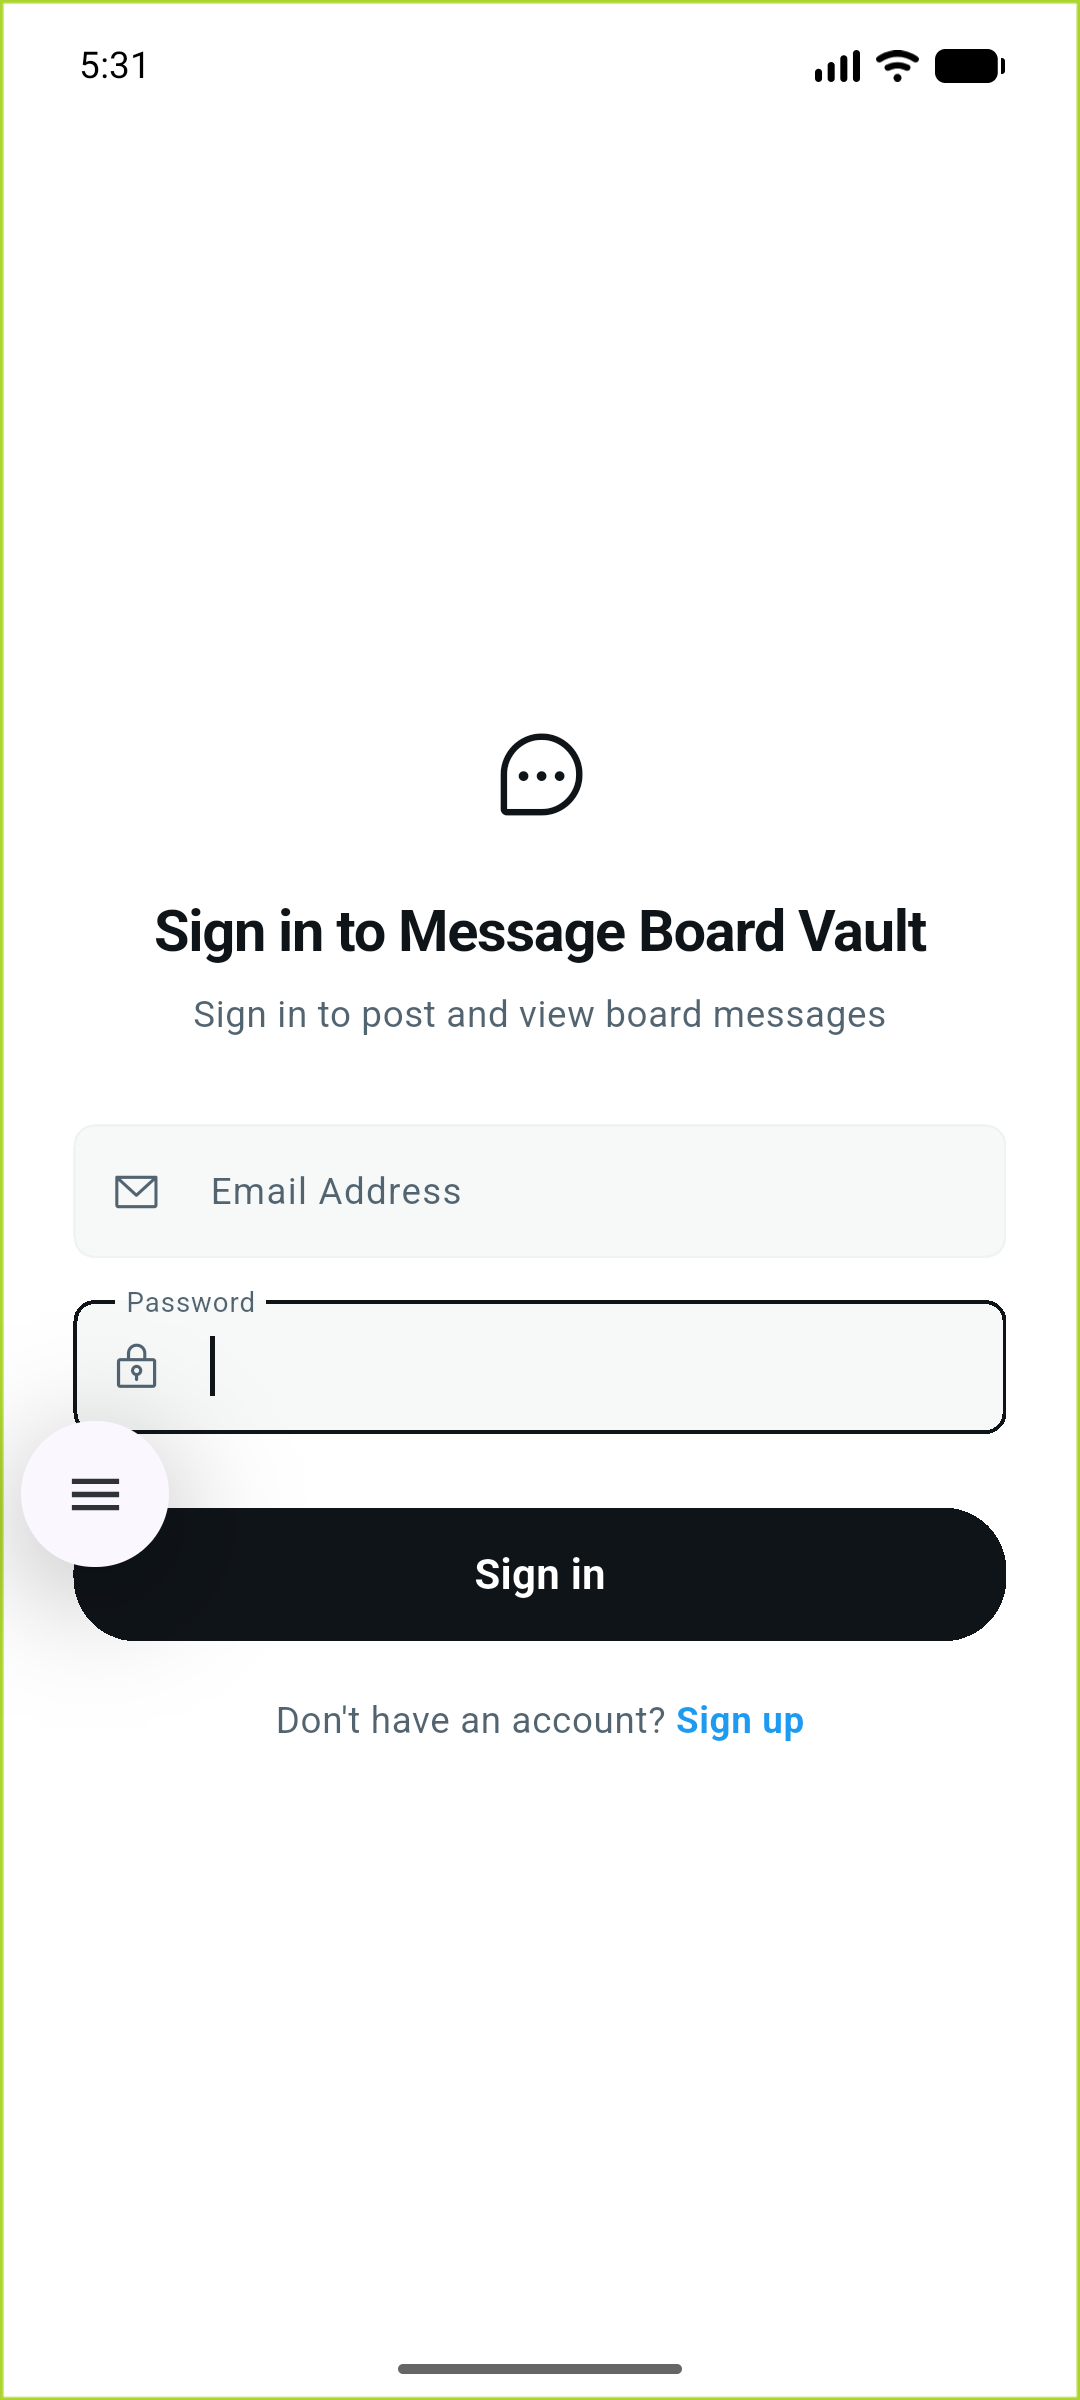 5:31
Sign in to Message Board Vault
Sign in to post and view board messages
Email Address
Password
Sign in
Don't have an account? Sign up